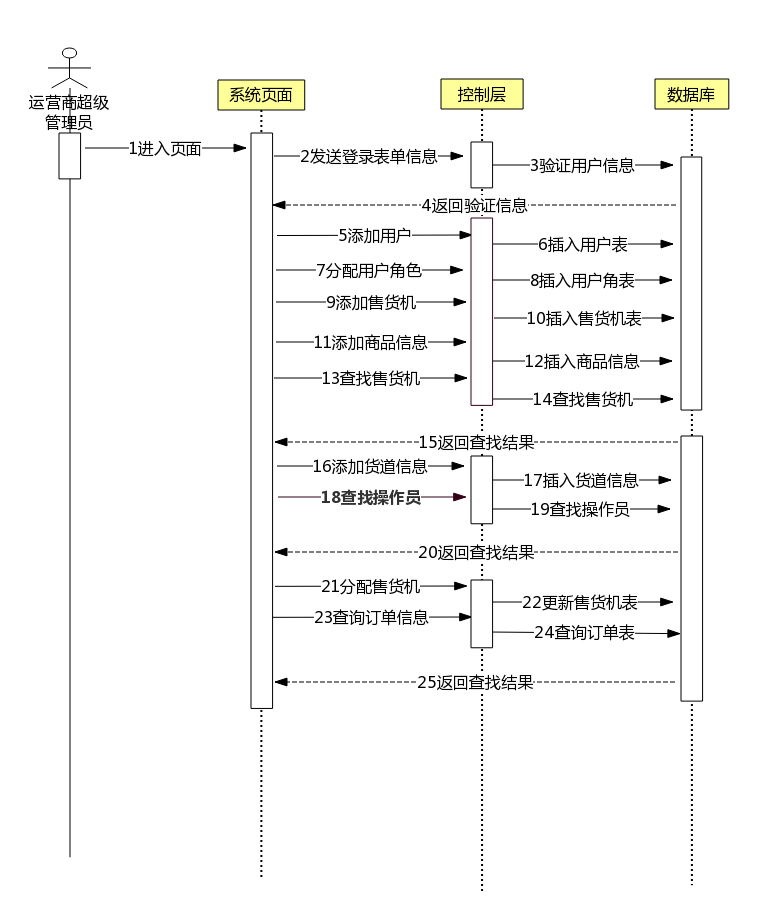 运营商超级
管理员
系统页面
控制层
数据库
1进入页面
2发送登录表单信息
3验证用户信息
4返回验证信息
5添加用户
6插入用户表
7分配用户角色
8插入用户角表
9添加售货机
10插入售货机表
11添加商品信息
12插入商品信息
13查找售货机
14查找售货机
15返回查找结果
16添加货道信息
17插入货道信息
18查找操作员
19查找操作员
20返回查找结果
21分配售货机
22更新售货机表
23查询订单信息
24查询订单表
25返回查找结果